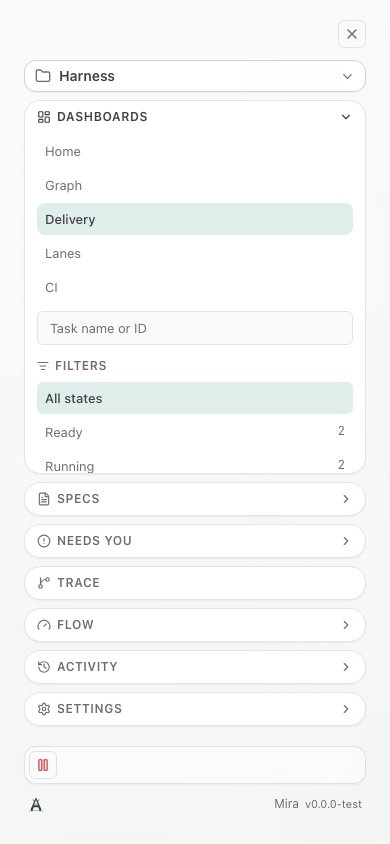 Harness
DASHBOARDS
Home
Graph
Delivery
Lanes
CI
Task name or ID
FILTERS
All states
Ready 2
Running 2
SPECS
NEEDS YOU
TRACE
FLOW
ACTIVITY
SETTINGS
Mira v0.0.0-test